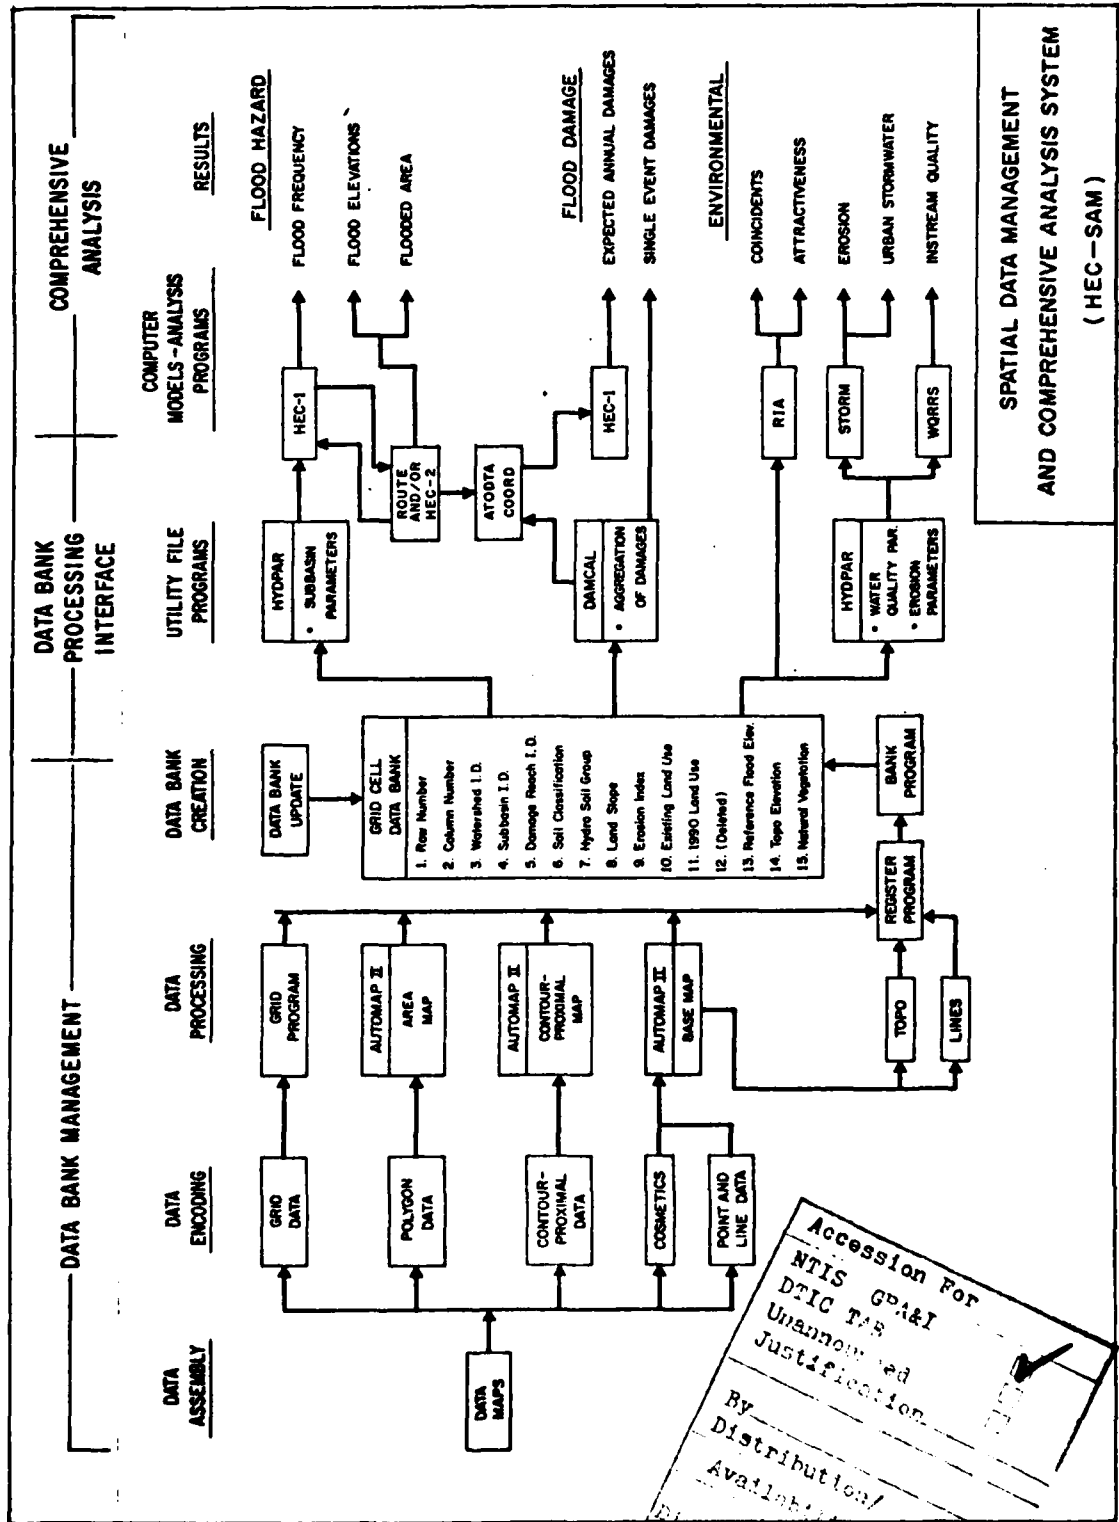 DATA BANK MANAGEMENT
DATA BANK
PROCESSING
INTERFACE
COMPREHENSIVE
ANALYSIS
DATA
ASSEMBLY
DATA
ENCODING
DATA
PROCESSING
DATA BANK
CREATION
UTILITY FILE
PROGRAMS
COMPUTER
MODELS-ANALYSIS
PROGRAMS
RESULTS
DATA
MAPS
GRID
DATA
POLYGON
DATA
CONTOUR-
PROXIMAL
DATA
COSMETICS
POINT AND
LINE DATA
GRID
PROGRAM
AUTOMAP II
AREA
MAP
AUTOMAP II
CONTOUR-
PROXIMAL
MAP
AUTOMAP II
BASE MAP
TOPO
LINES
REGISTER
PROGRAM
BANK
PROGRAM
DATA BANK
UPDATE
GRID CELL
DATA BANK
1. Row Number
2. Column Number
3. Watershed I.D.
4. Subbasin I.D.
5. Damage Reach I.D.
6. Soil Classification
7. Hydro Soil Group
8. Land Slope
9. Erosion Index
10. Existing Land Use
11. 1990 Land Use
12. (Deleted)
13. Reference Flood Elev.
14. Topo Elevation
15. Natural Vegetation
HYDPAR
• SUBBASIN
PARAMETERS
DAMCAL
• AGGREGATION
OF DAMAGES
HYDPAR
• WATER
QUALITY PAR.
• EROSION
PARAMETERS
HEC-1
ROUTE
AND/OR
HEC-2
ATODTA
COORD
HEC-1
RIA
STORM
WQRRS
FLOOD HAZARD
FLOOD FREQUENCY
FLOOD ELEVATIONS
FLOODED AREA
FLOOD DAMAGE
EXPECTED ANNUAL DAMAGES
SINGLE EVENT DAMAGES
ENVIRONMENTAL
COINCIDENTS
ATTRACTIVENESS
EROSION
URBAN STORMWATER
INSTREAM QUALITY
SPATIAL DATA MANAGEMENT
AND COMPREHENSIVE ANALYSIS SYSTEM
(HEC-SAM)
Accession For
NTIS GRA&I
DTIC TAB
Justification
By
Distribution/